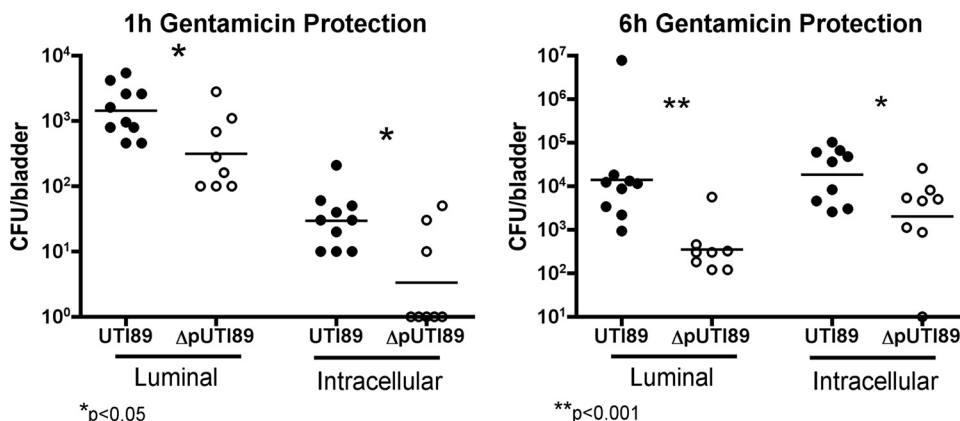 1h Gentamicin Protection
CFU/bladder
10⁴
10³
10²
10¹
10⁰
*
*
UTI89 ΔpUTI89 UTI89 ΔpUTI89
Luminal Intracellular
*p<0.05
6h Gentamicin Protection
CFU/bladder
10⁷
10⁶
10⁵
10⁴
10³
10²
10¹
**
*
UTI89 ΔpUTI89 UTI89 ΔpUTI89
Luminal Intracellular
**p<0.001